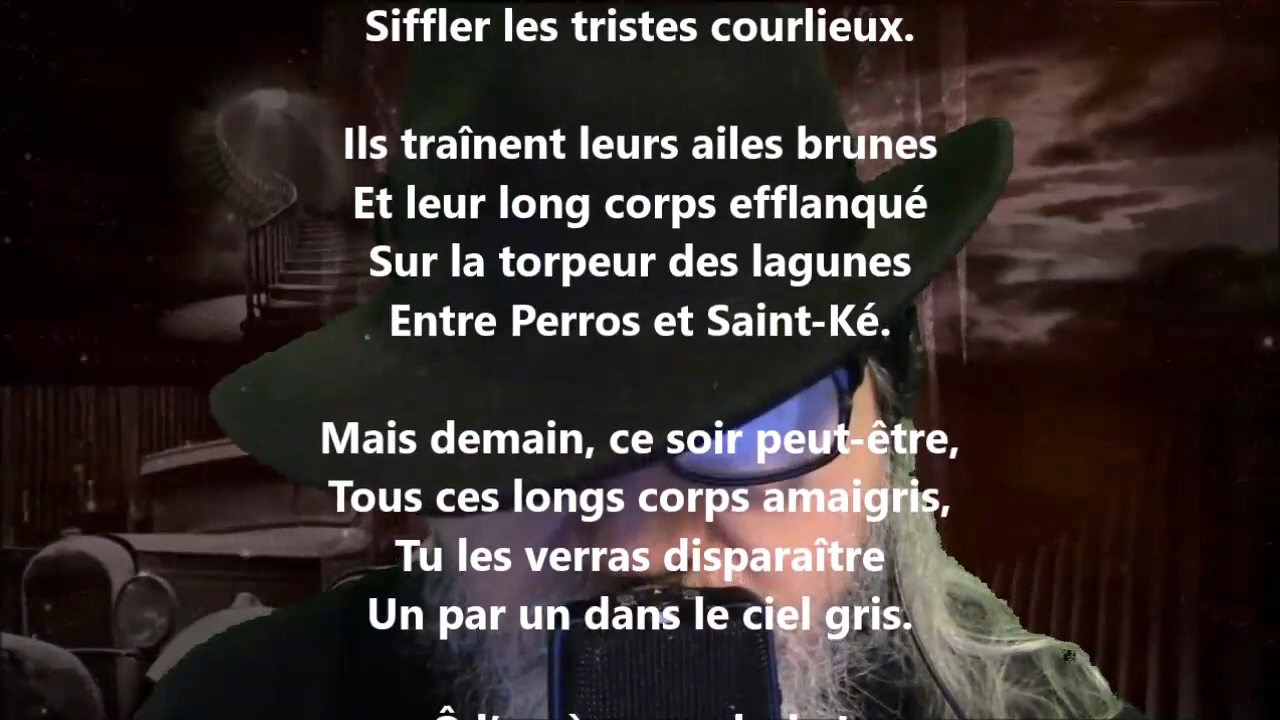 Siffler les tristes courlieux.
Ils traînent leurs ailes brunes
Et leur long corps efflanqué
Sur la torpeur des lagunes
Entre Perros et Saint-Ké.
Mais demain, ce soir peut-être,
Tous ces longs corps amaigris,
Tu les verras disparaître
Un par un dans le ciel gris.